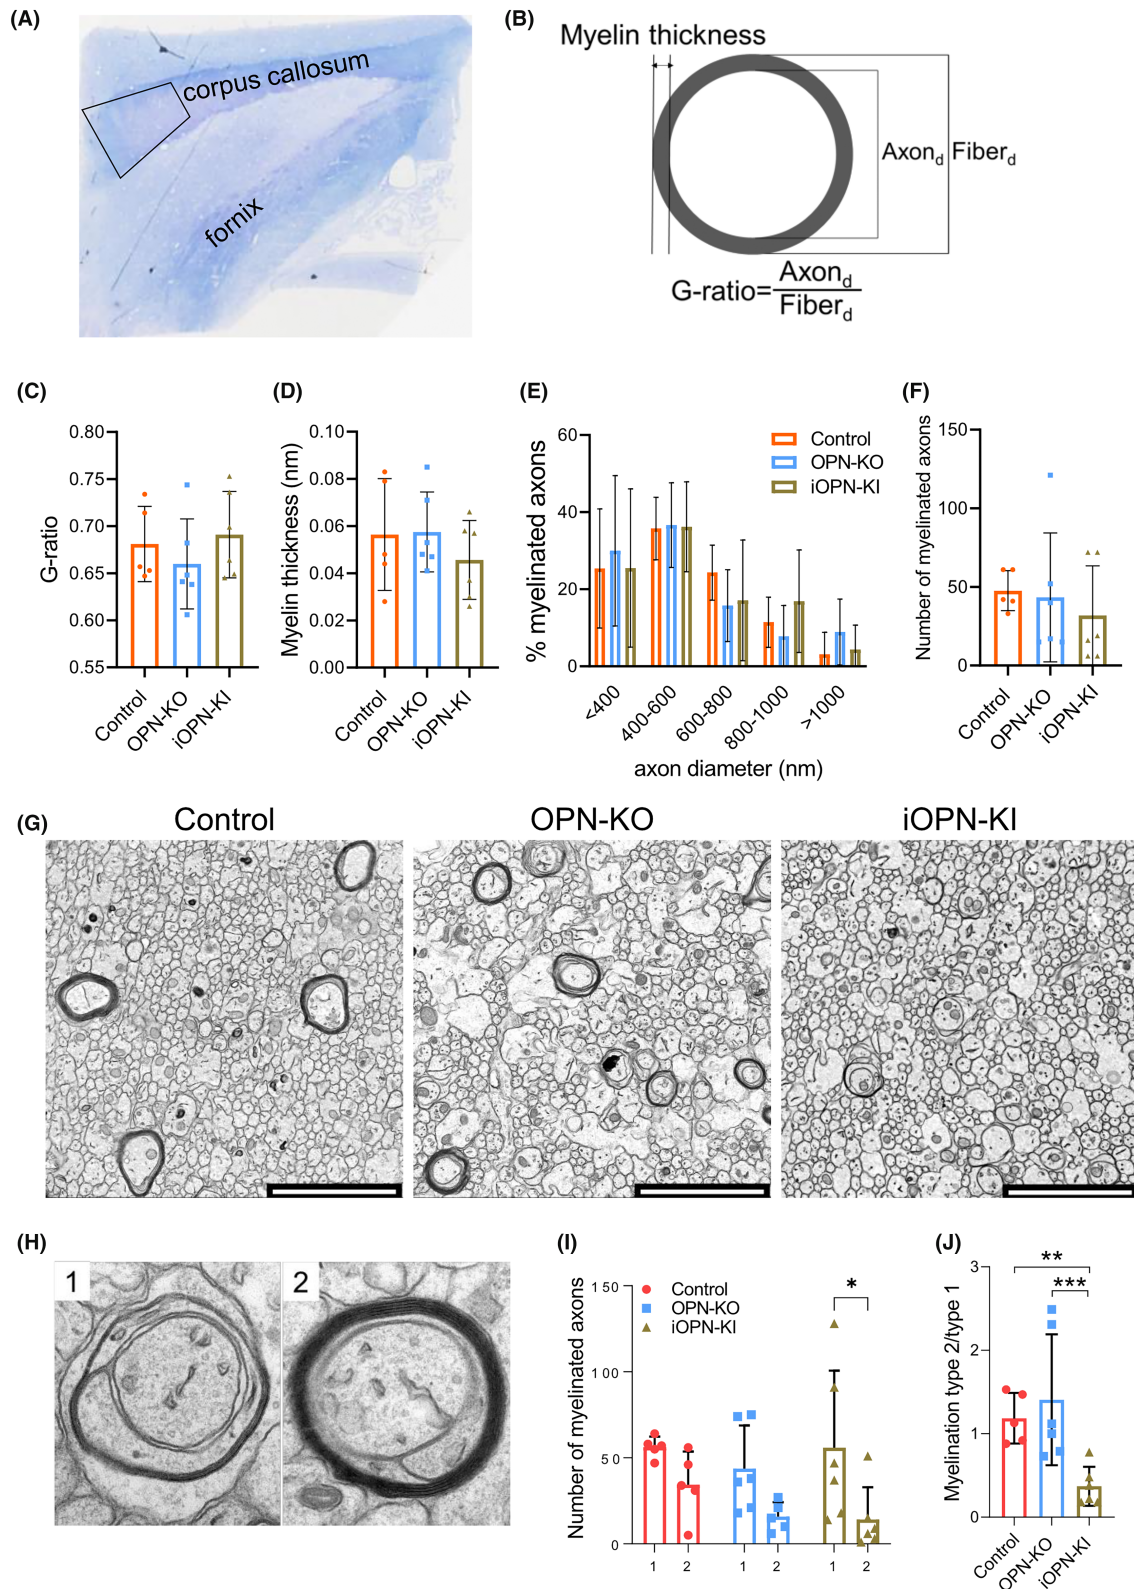 (A)
corpus callosum
fornix
(B)
Myelin thickness
Axond Fiberd
G-ratio=Axond
Fiberd
(C)
G-ratio
0.80
0.75
0.70
0.65
0.60
0.55
Control
OPN-KO
iOPN-KI
(D)
Myelin thickness (nm)
0.10
0.08
0.06
0.04
0.02
0.00
Control
OPN-KO
iOPN-KI
(E)
% myelinated axons
60
40
20
0
Control
OPN-KO
iOPN-KI
<400
400-600
600-800
800-1000
>1000
axon diameter (nm)
(F)
Number of myelinated axons
150
100
50
0
Control
OPN-KO
iOPN-KI
(G)
Control
OPN-KO
iOPN-KI
(H)
1
2
(I)
Number of myelinated axons
150
100
50
0
Control
OPN-KO
iOPN-KI
*
1 2 1 2 1 2
(J)
Myelination type 2/type 1
3
2
1
0
**
***
Control
OPN-KO
iOPN-KI